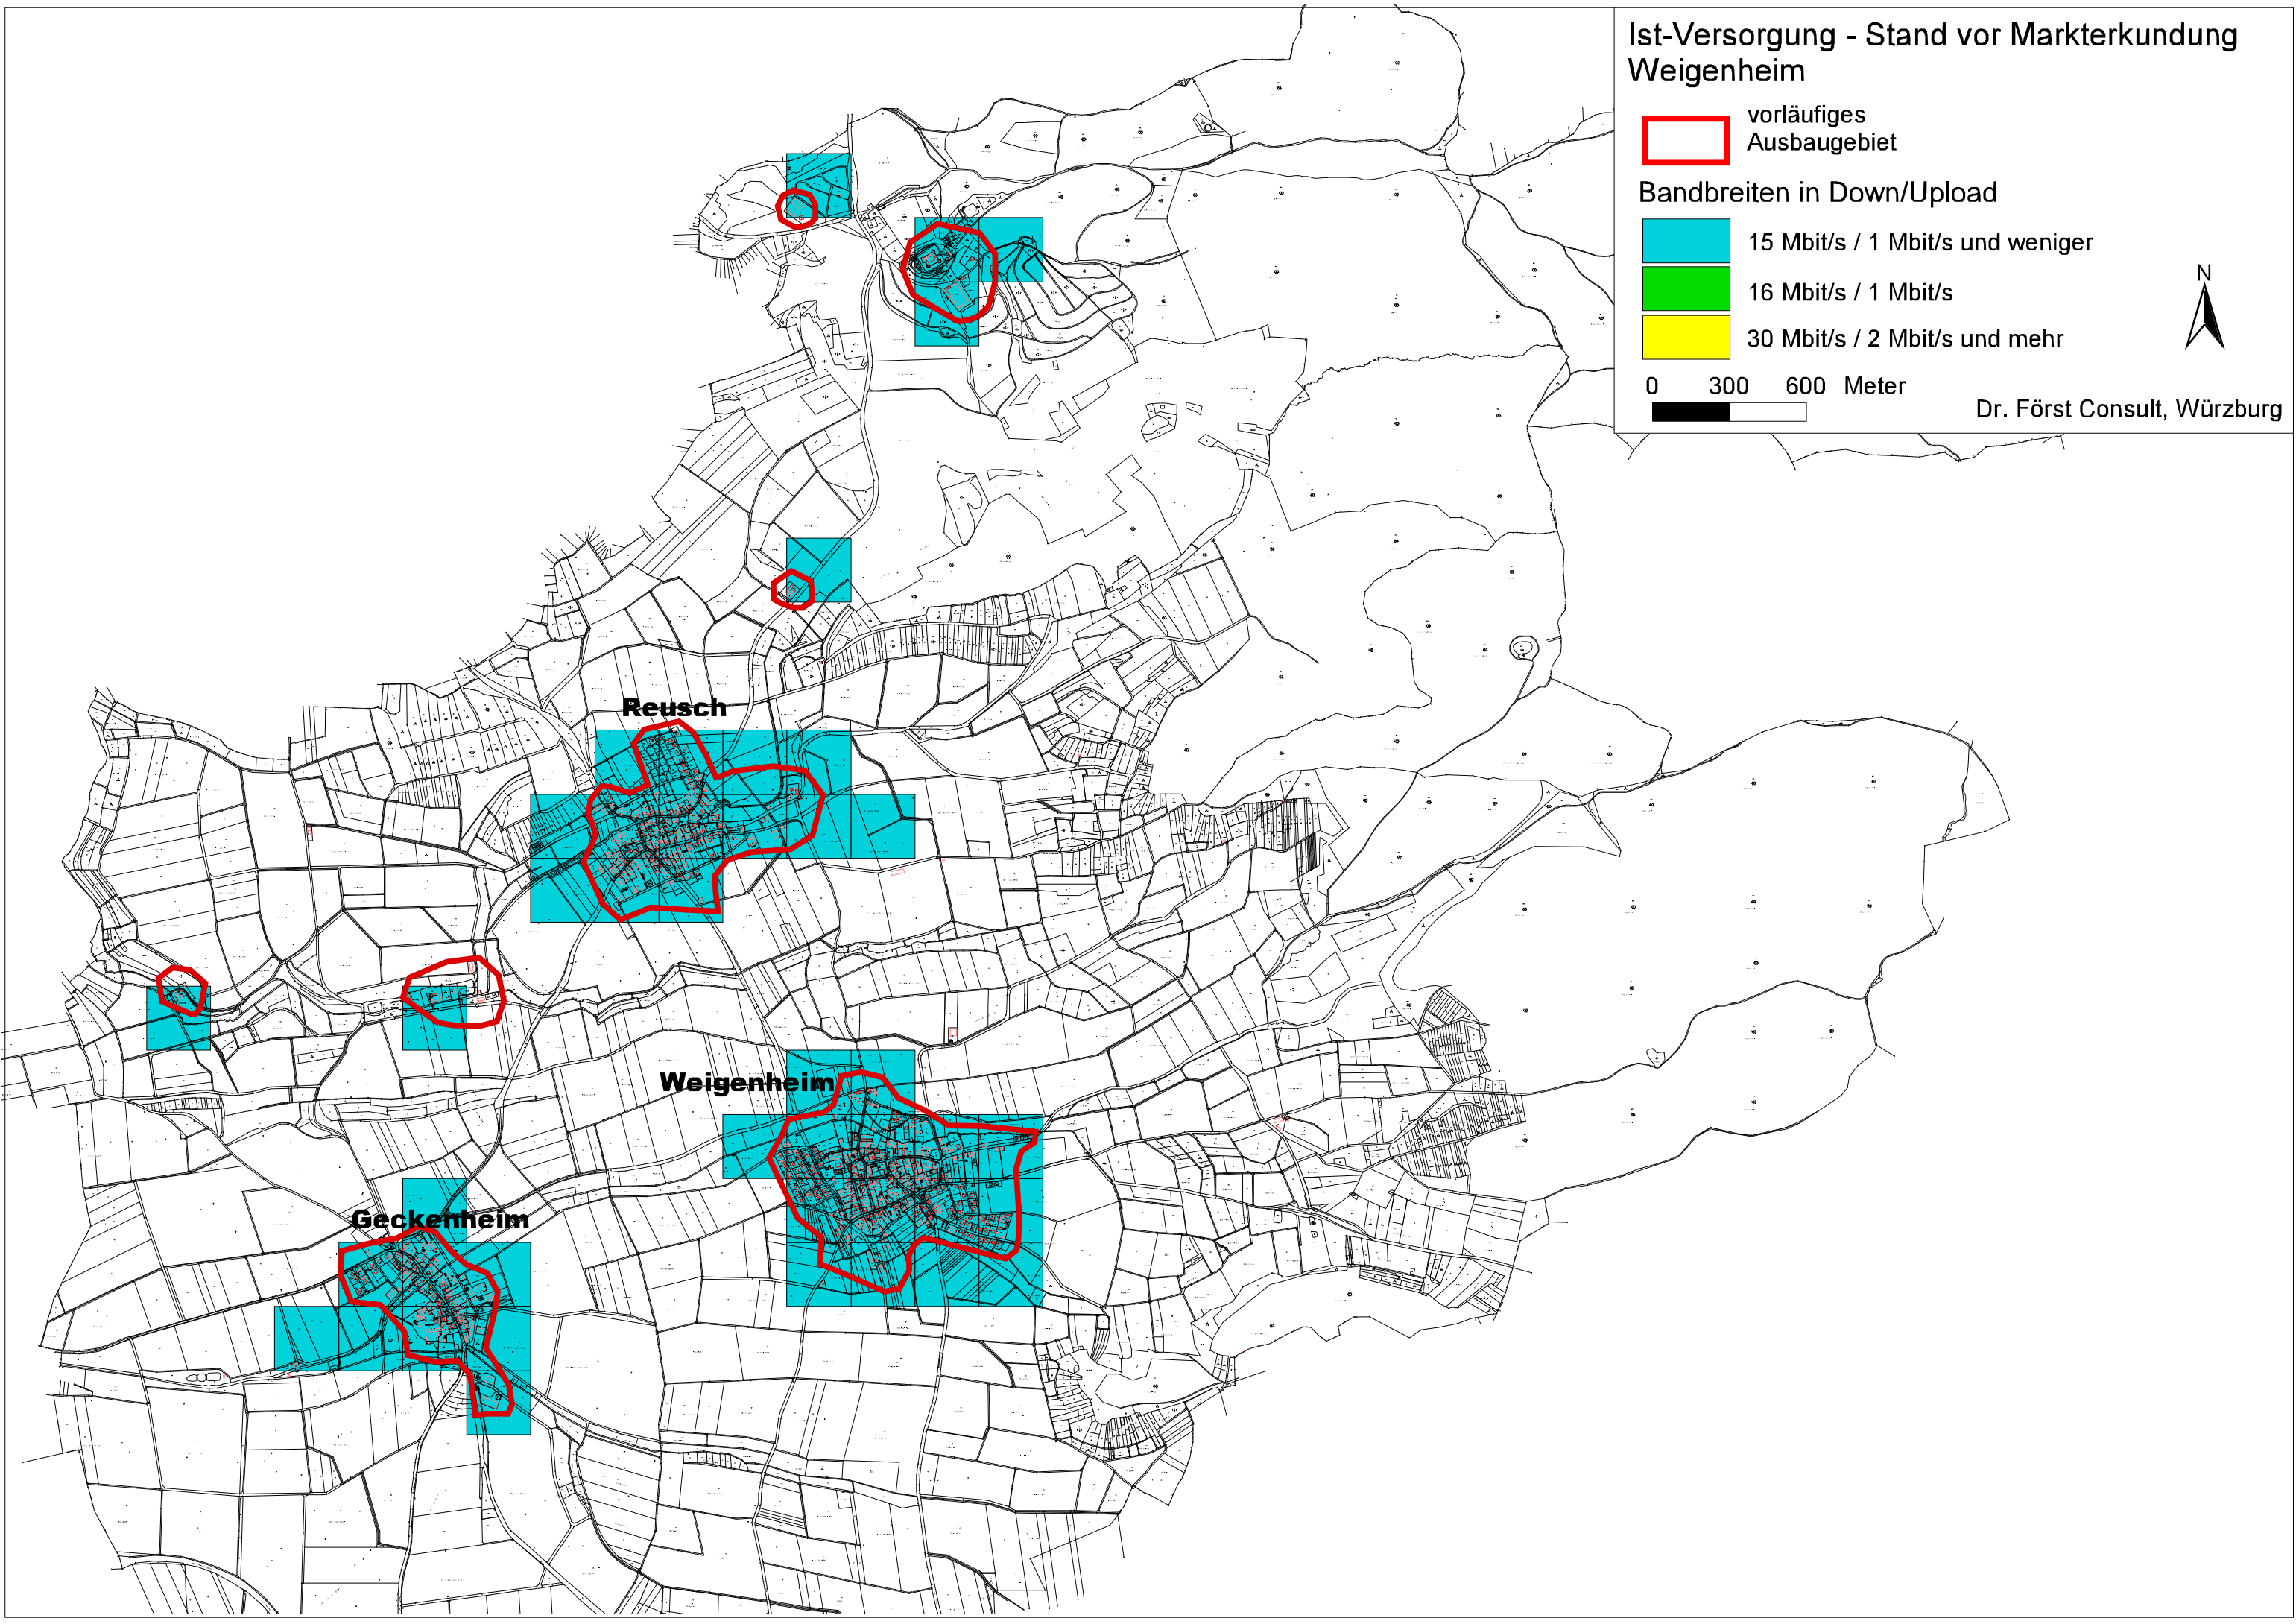 Ist-Versorgung - Stand vor Markterkundung
Weigenheim
vorläufiges
Ausbaugebiet
Bandbreiten in Down/Upload
15 Mbit/s / 1 Mbit/s und weniger
16 Mbit/s / 1 Mbit/s
30 Mbit/s / 2 Mbit/s und mehr
N
0 300 600 Meter
Dr. Först Consult, Würzburg
Reusch
Weigenheim
Geckenheim